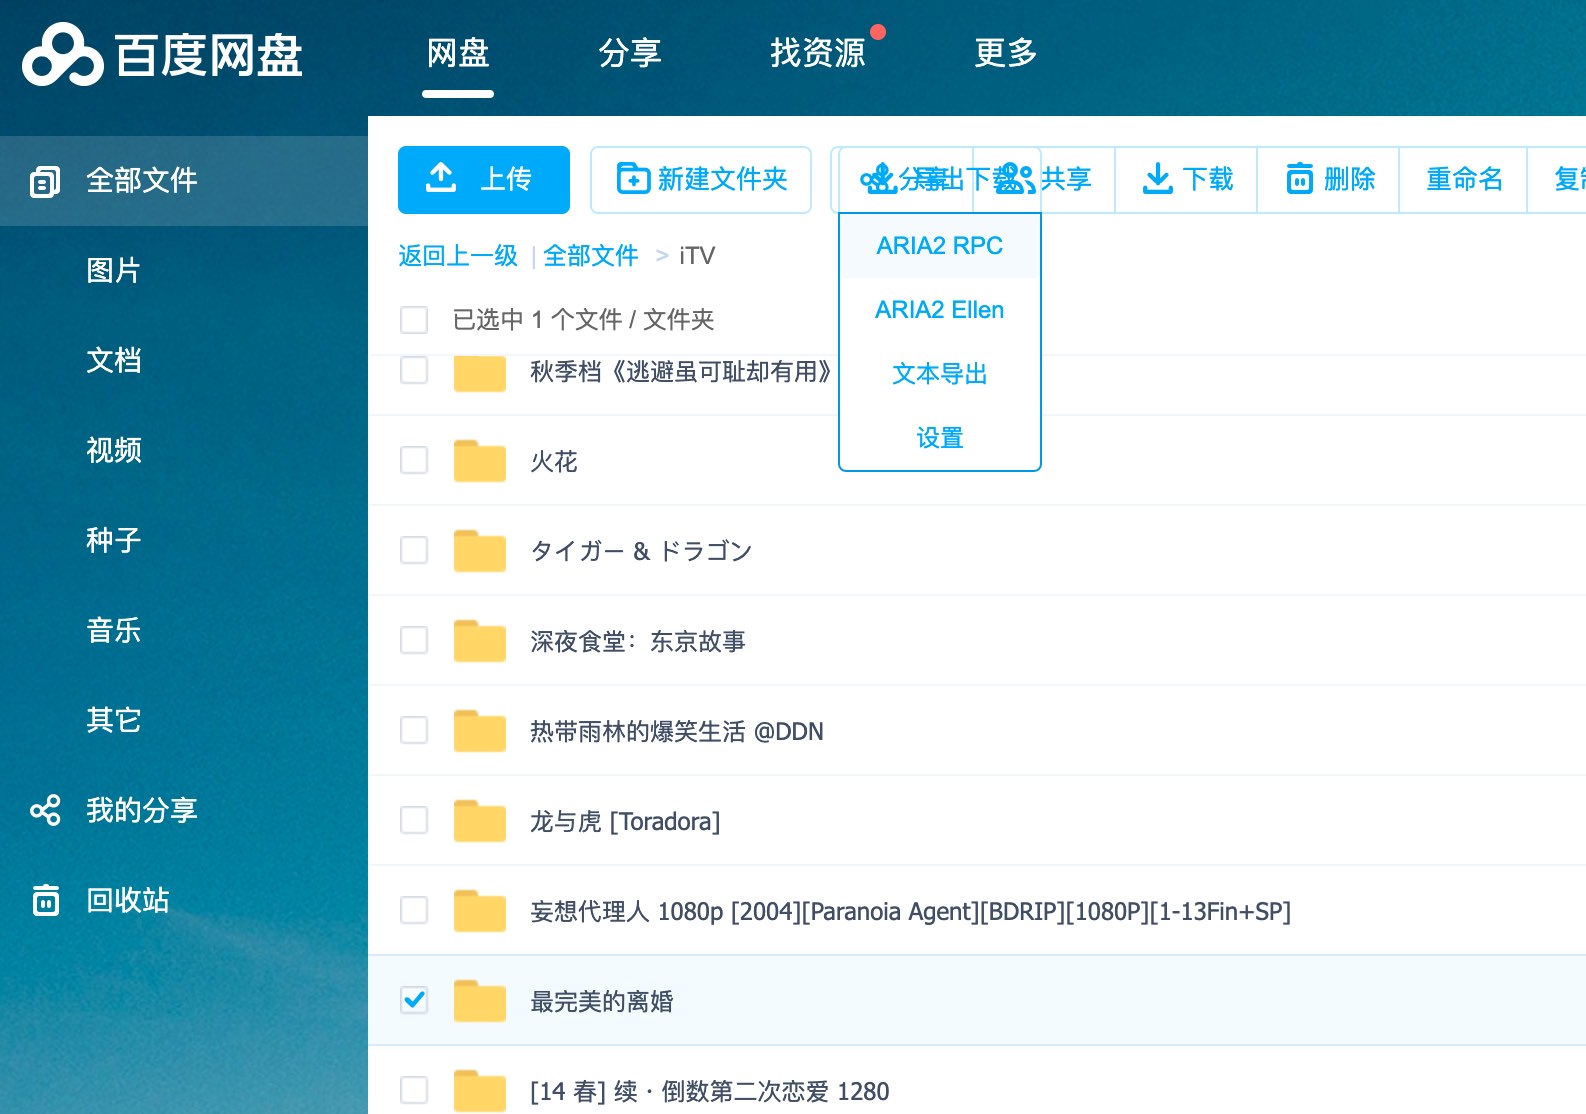 百度网盘
网盘 分享 找资源 更多
全部文件
图片
文档
视频
种子
音乐
其它
我的分享
回收站
上传 新建文件夹 分享 导出下载 共享 下载 删除 重命名
返回上一级 | 全部文件 > iTV
ARIA2 RPC
ARIA2 Ellen
文本导出
设置
已选中 1 个文件 / 文件夹
秋季档《逃避虽可耻却有用》
火花
タイガー & ドラゴン
深夜食堂：东京故事
热带雨林的爆笑生活 @DDN
龙与虎 [Toradora]
妄想代理人 1080p [2004][Paranoia Agent][BDRIP][1080P][1-13Fin+SP]
最完美的离婚
[14 春] 续 · 倒数第二次恋爱 1280